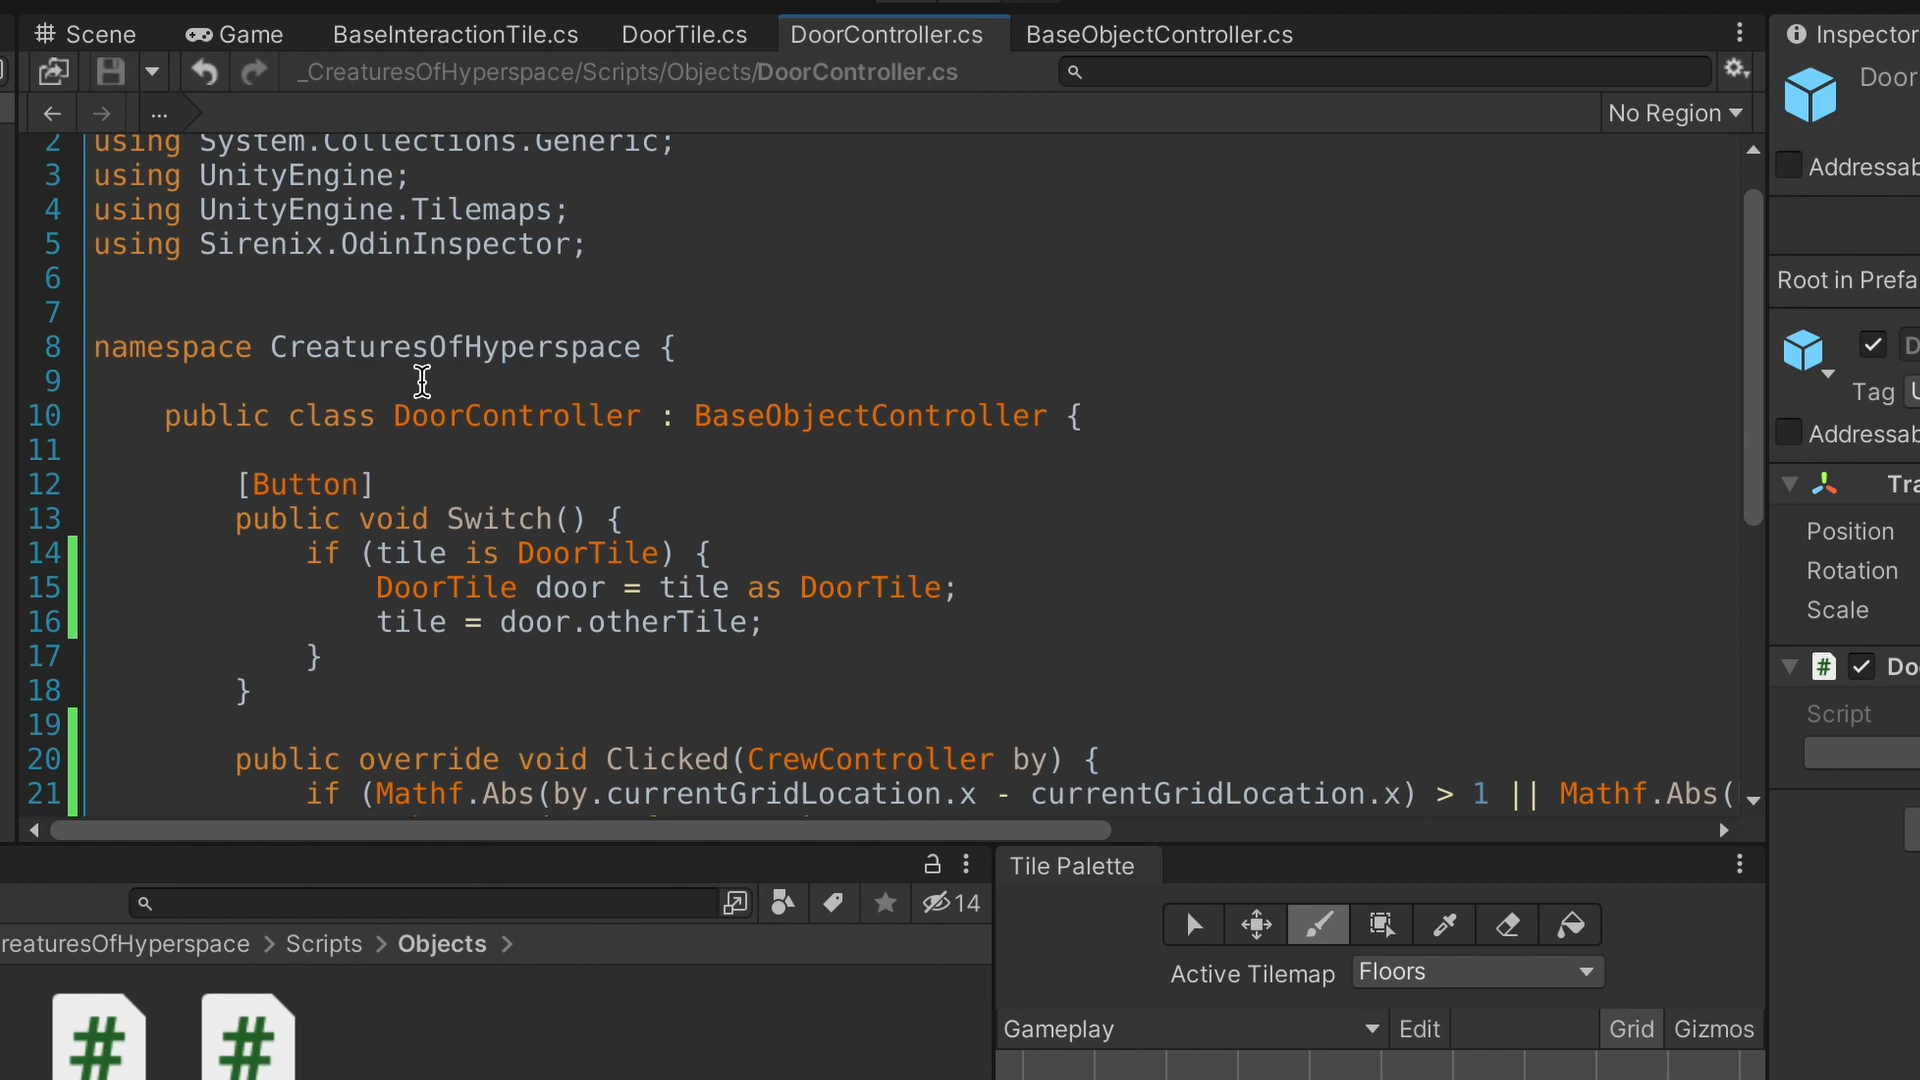 Scene Game BaseInteractionTile.cs DoorTile.cs DoorController.cs BaseObjectController.cs Inspector
_CreaturesOfHyperspace/Scripts/Objects/DoorController.cs
Door
... No Region
2 using System.Collections.Generic;
3 using UnityEngine;
Addressab
4 using UnityEngine.Tilemaps;
5 using Sirenix.OdinInspector;
6
Root in Prefa
7
8 namespace CreaturesOfHyperspace {
D
9
Tag U
10 public class DoorController : BaseObjectController {
Addressab
11
12 [Button]
Tra
13 public void Switch() {
Position
14 if (tile is DoorTile) {
Rotation
15 DoorTile door = tile as DoorTile;
Scale
16 tile = door.otherTile;
17 }
Do
18 }
Script
19
20 public override void Clicked(CrewController by) {
21 if (Mathf.Abs(by.currentGridLocation.x - currentGridLocation.x) > 1 || Mathf.Abs(
Tile Palette
14
reaturesOfHyperspace > Scripts > Objects >
Active Tilemap Floors
Gameplay Edit Grid Gizmos
# #